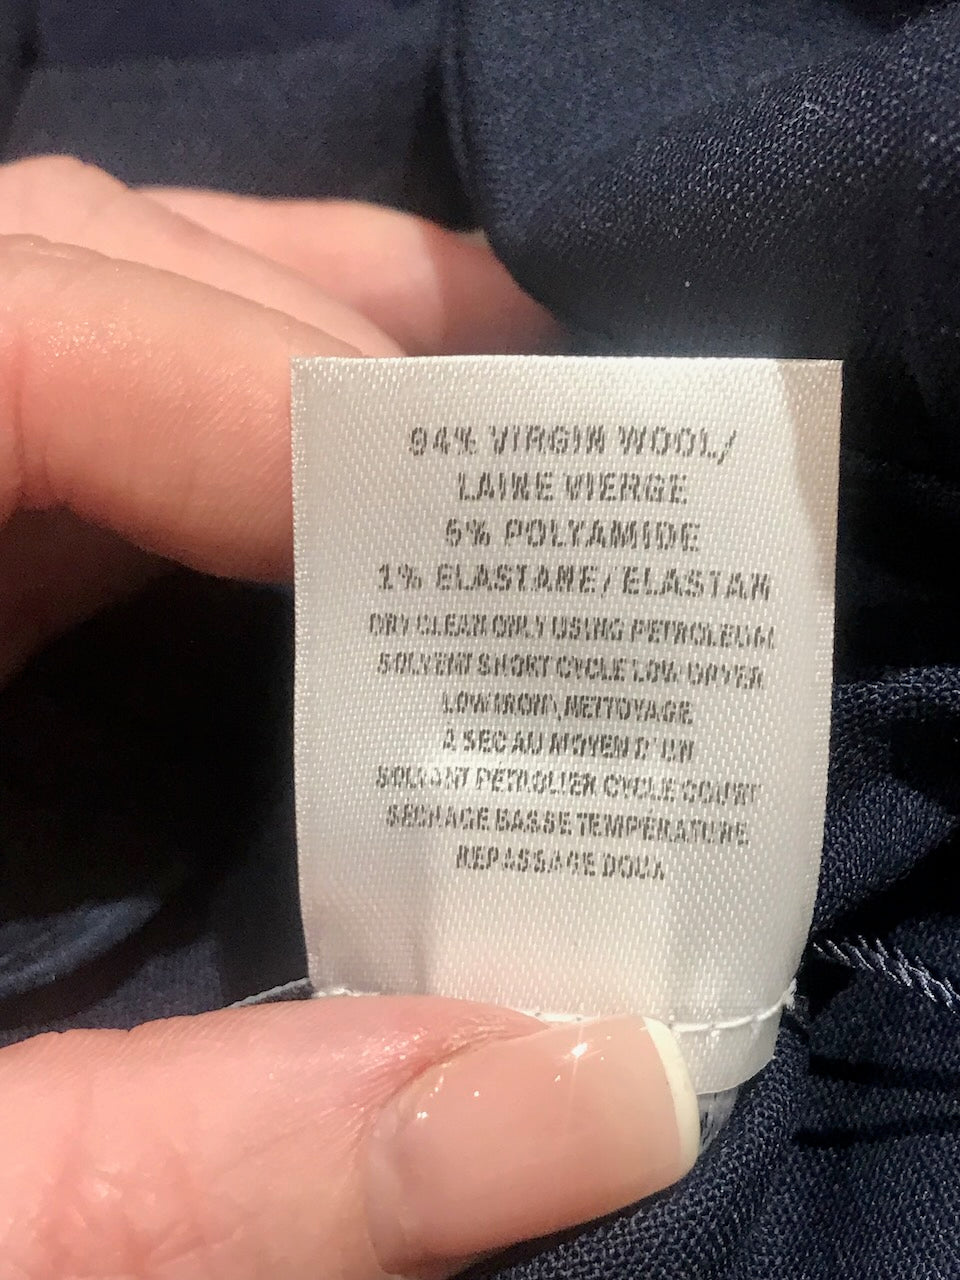 94% VIRGIN WOOL/
LAINE VIERGE
5% POLYAMIDE
1% ELASTANE/ELASTAN
DRY CLEAN ONLY USING PETROLEUM
SOLVENT SHORT CYCLE LOW DRYER
LOW IRON\NETTOYAGE
À SEC AU MOYEN D'UN
SOLVANT PÉTROLIER CYCLE COURT
SECHAGE BASSE TEMPERATURE
REPASSAGE DOUX